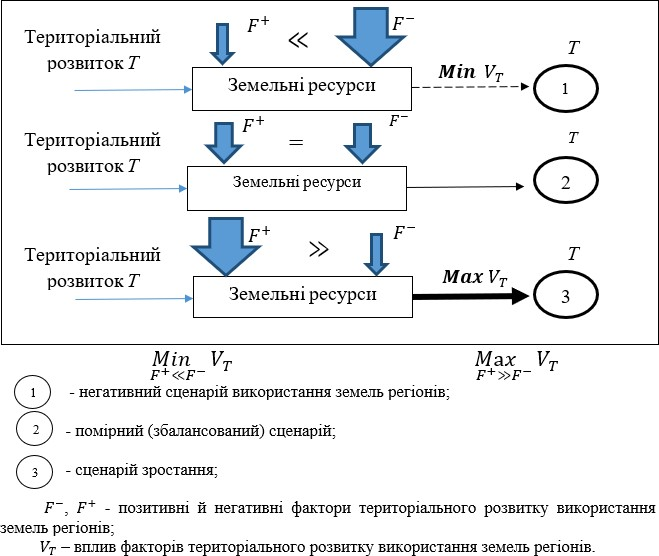 F⁺ ≪ F⁻
Територіальний
розвиток T
Земельні ресурси
Min V_T
T
1
F⁺ = F⁻
Територіальний
розвиток T
Земельні ресурси
T
2
F⁺ ≫ F⁻
Територіальний
розвиток T
Земельні ресурси
Max V_T
T
3
Min V_T Max V_T
F⁺≪F⁻ F⁺≫F⁻
1 - негативний сценарій використання земель регіонів;
2 - помірний (збалансований) сценарій;
3 - сценарій зростання;
F⁻, F⁺ - позитивні й негативні фактори територіального розвитку використання
земель регіонів;
V_T – вплив факторів територіального розвитку використання земель регіонів.